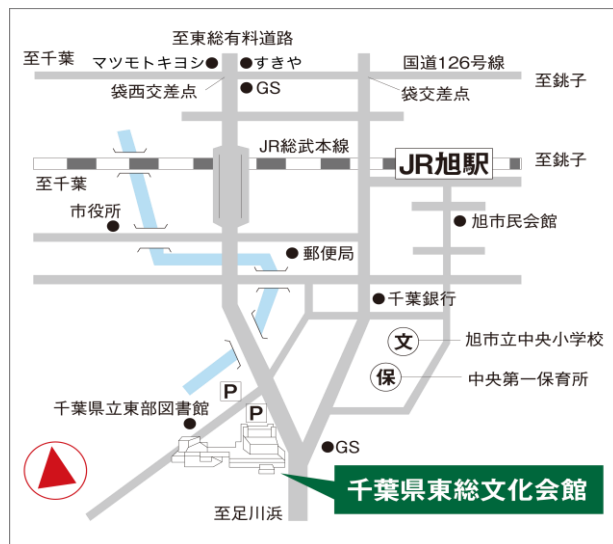 至東総有料道路
至千葉
マツモトキヨシ
すきや
国道126号線
至銚子
袋西交差点
GS
袋交差点
JR総武本線
JR旭駅
至銚子
至千葉
市役所
旭市民会館
郵便局
千葉銀行
文
旭市立中央小学校
保
中央第一保育所
P
P
千葉県立東部図書館
GS
千葉県東総文化会館
至足川浜